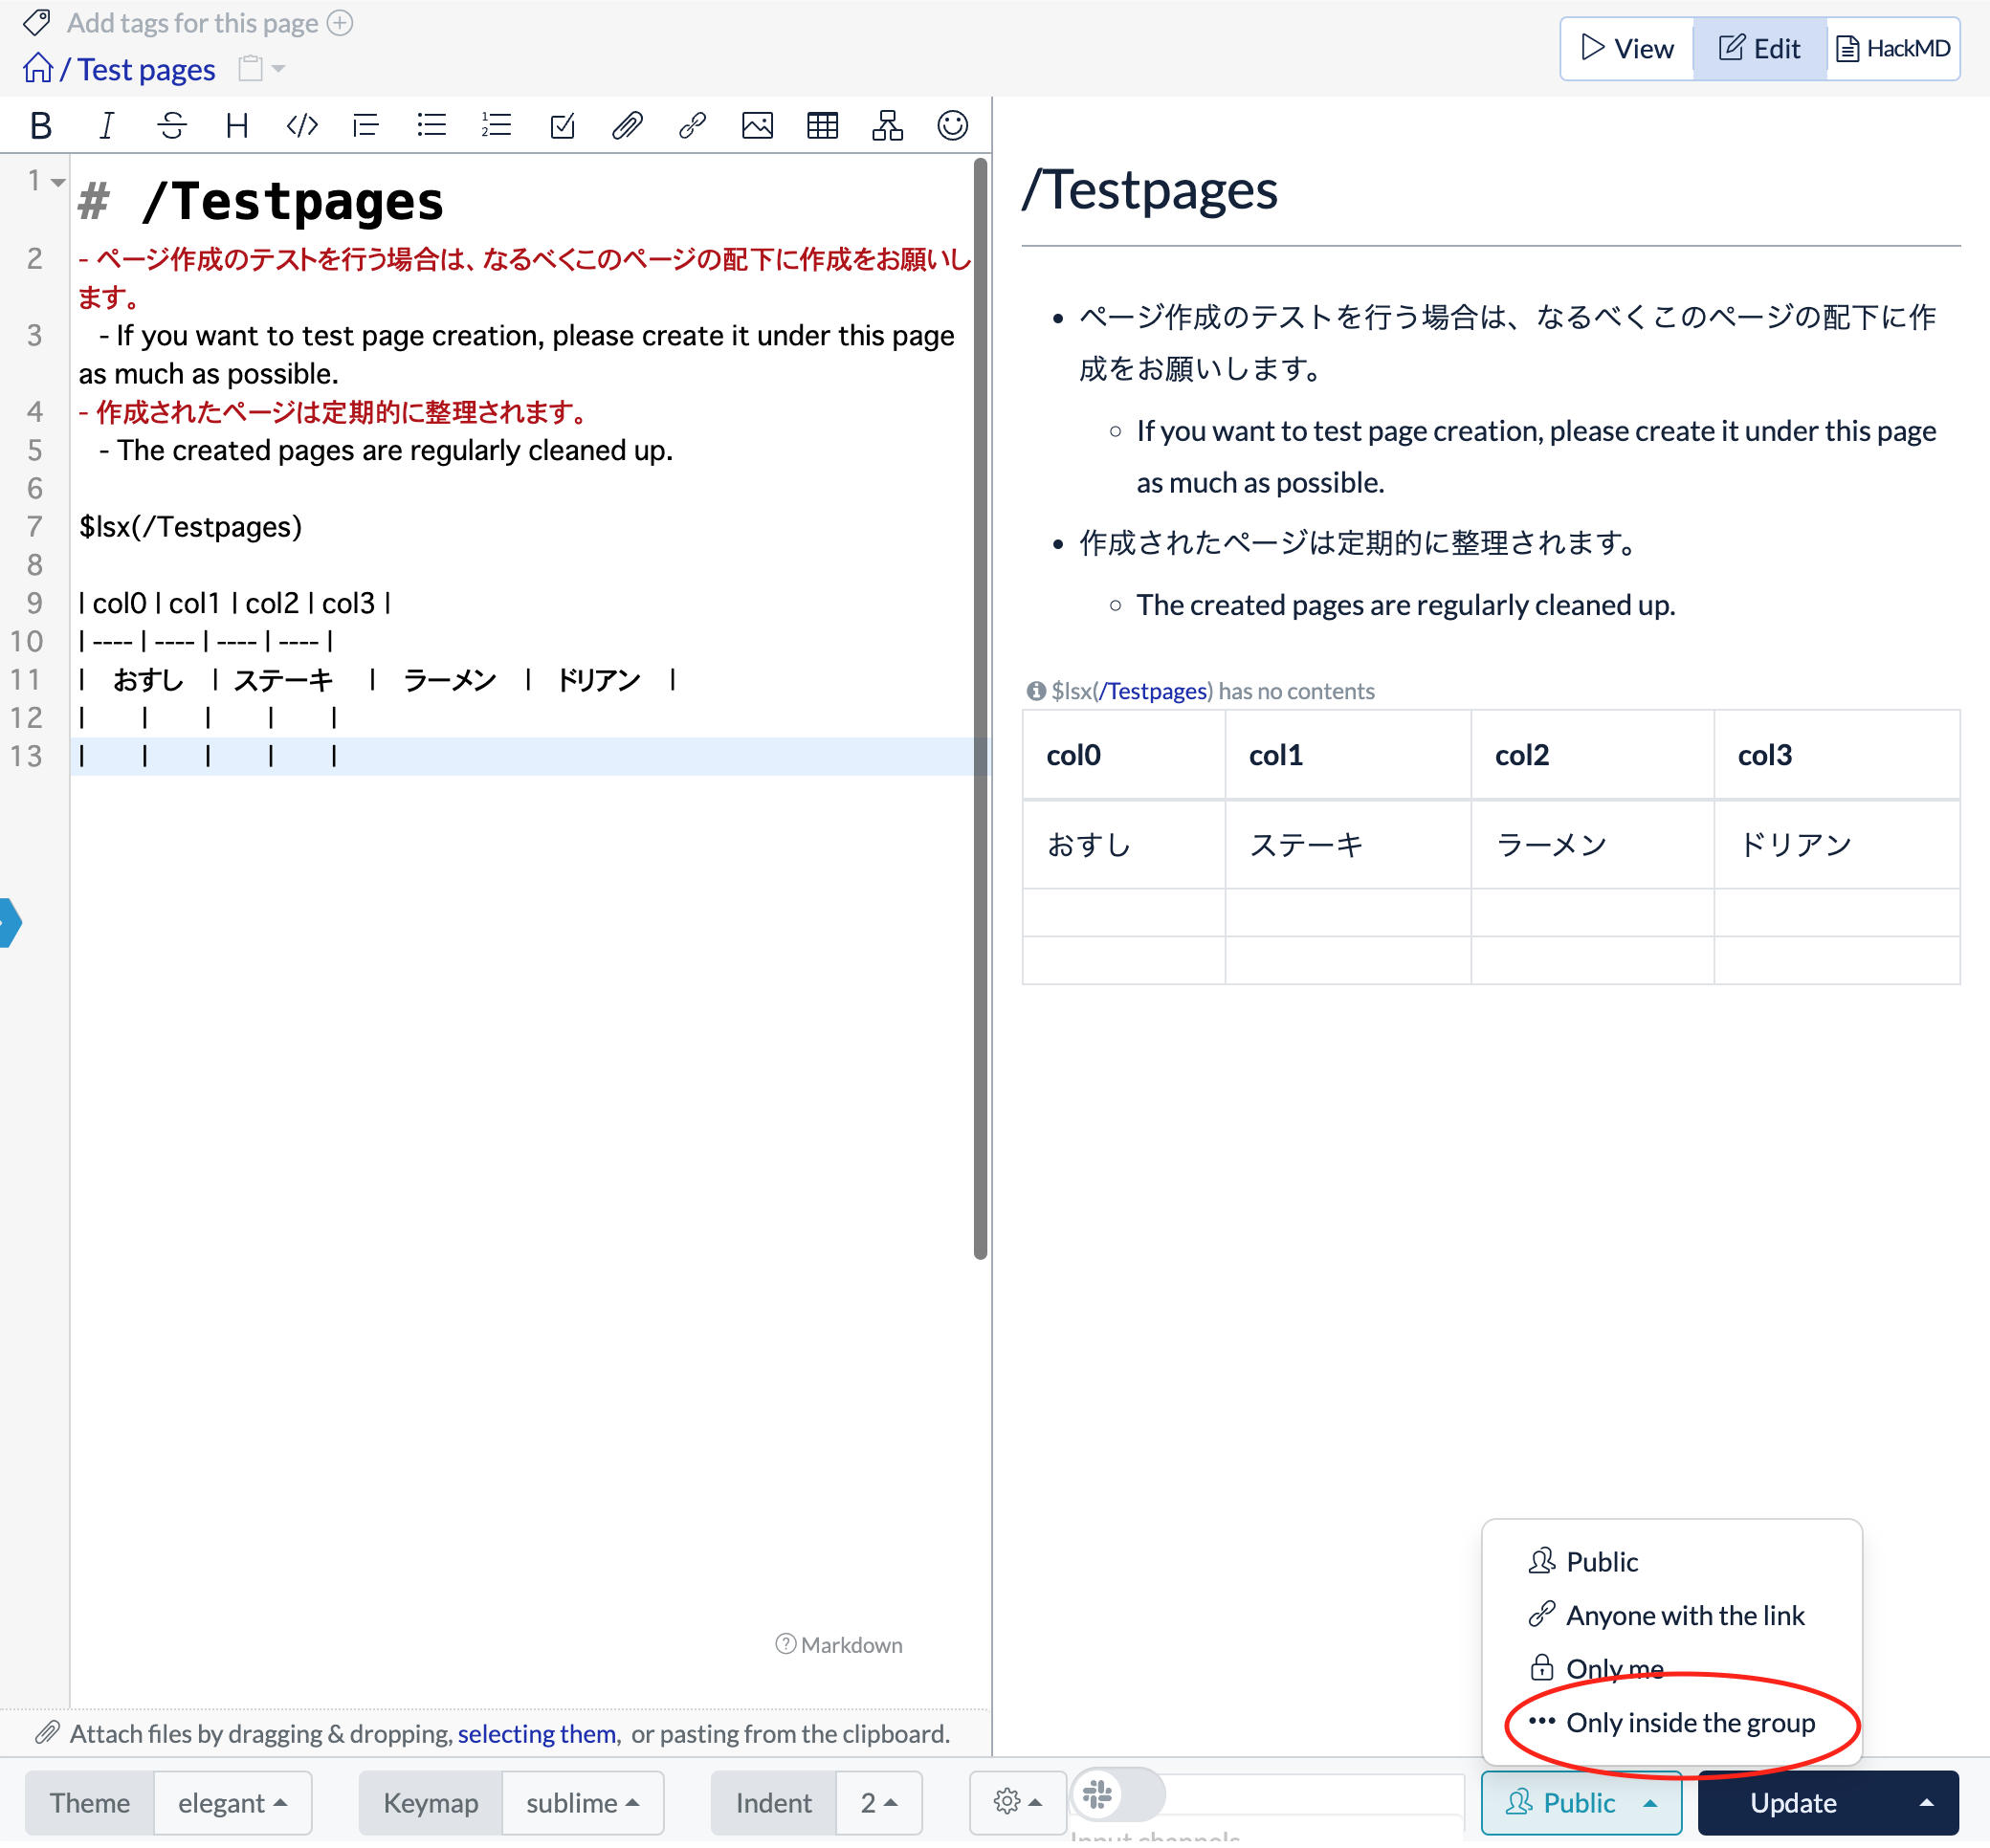 Add tags for this page
/ Test pages
View Edit HackMD
1 # /Testpages
2 - ページ作成のテストを行う場合は、なるべくこのページの配下に作成をお願いし
ます。
3 - If you want to test page creation, please create it under this page
as much as possible.
4 - 作成されたページは定期的に整理されます。
5 - The created pages are regularly cleaned up.
6
7 $lsx(/Testpages)
8
9 | col0 | col1 | col2 | col3 |
10 | ---- | ---- | ---- | ---- |
11 | おすし | ステーキ | ラーメン | ドリアン |
12 | | | | |
13 | | | | |
Markdown
Attach files by dragging & dropping, selecting them, or pasting from the clipboard.
/Testpages
• ページ作成のテストを行う場合は、なるべくこのページの配下に作
成をお願いします。
◦ If you want to test page creation, please create it under this page
as much as possible.
• 作成されたページは定期的に整理されます。
◦ The created pages are regularly cleaned up.
$lsx(/Testpages) has no contents
col0 col1 col2 col3
おすし ステーキ ラーメン ドリアン
Public
Anyone with the link
Only me
Only inside the group
Theme elegant Keymap sublime Indent 2 Public Update
Input channels